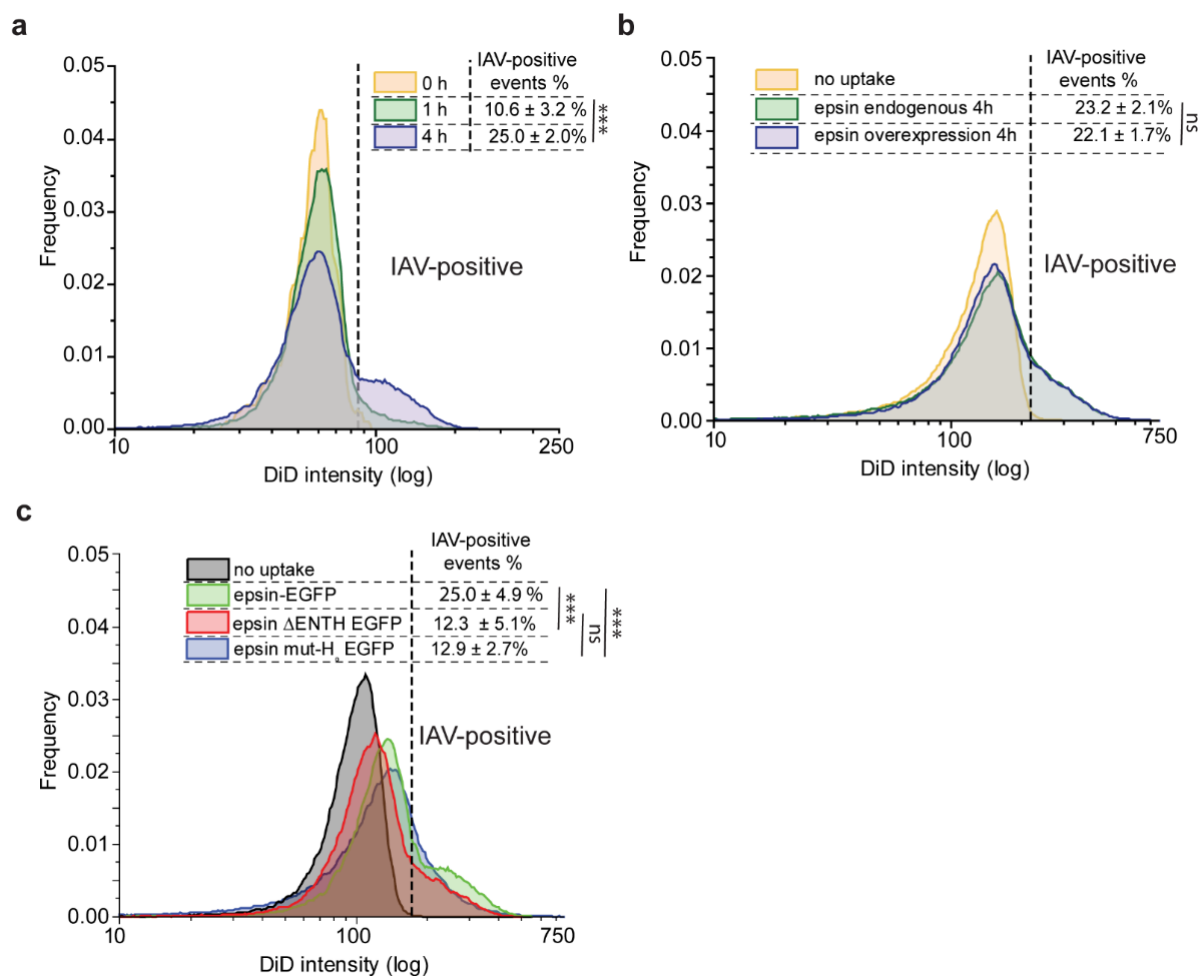 a
IAV-positive
events %
0 h
1 h 10.6 ± 3.2 %
4 h 25.0 ± 2.0%
***
0.05
0.04
0.03
0.02
0.01
0.00
Frequency
IAV-positive
10 100 250
DiD intensity (log)
b
IAV-positive
events %
no uptake
epsin endogenous 4h 23.2 ± 2.1%
epsin overexpression 4h 22.1 ± 1.7%
ns
0.05
0.04
0.03
0.02
0.01
0.00
Frequency
IAV-positive
10 100 750
DiD intensity (log)
c
IAV-positive
events %
no uptake
epsin-EGFP 25.0 ± 4.9 %
epsin ΔENTH EGFP 12.3 ± 5.1%
epsin mut-H EGFP 12.9 ± 2.7%
***
ns
***
0.05
0.04
0.03
0.02
0.01
0.00
Frequency
IAV-positive
10 100 750
DiD intensity (log)